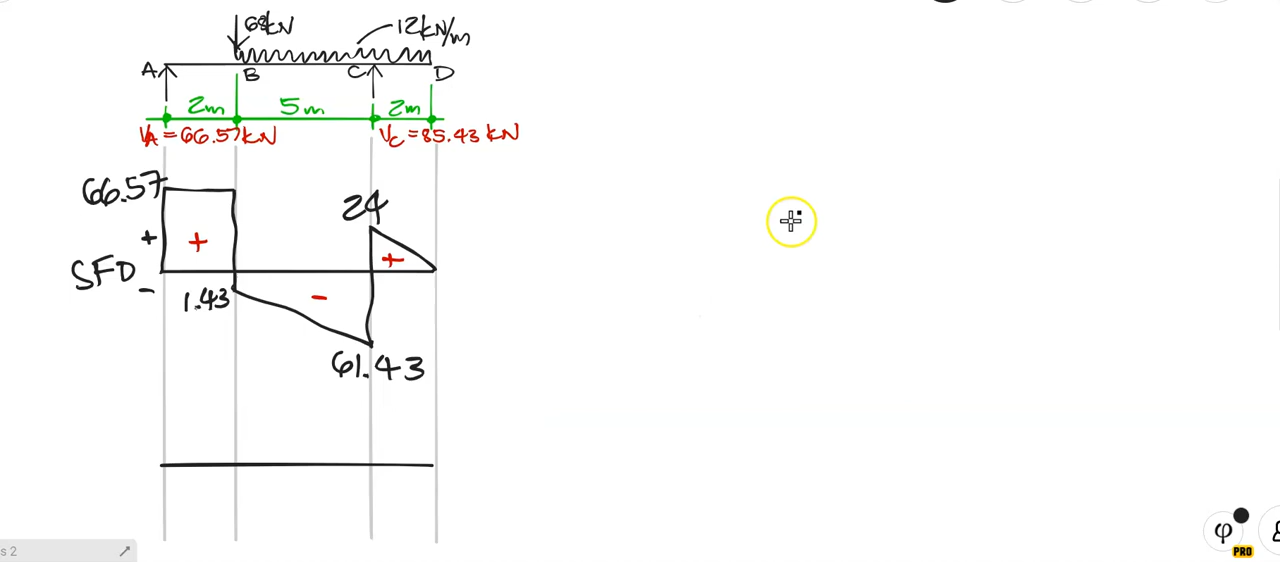 68kN
12kN/m
A B C D
2m 5m 2m
VA = 66.57kN VC = 85.43 kN
66.57
24
+ + +
SFD
-
1.43 -
61.43
s 2
φ
PRO